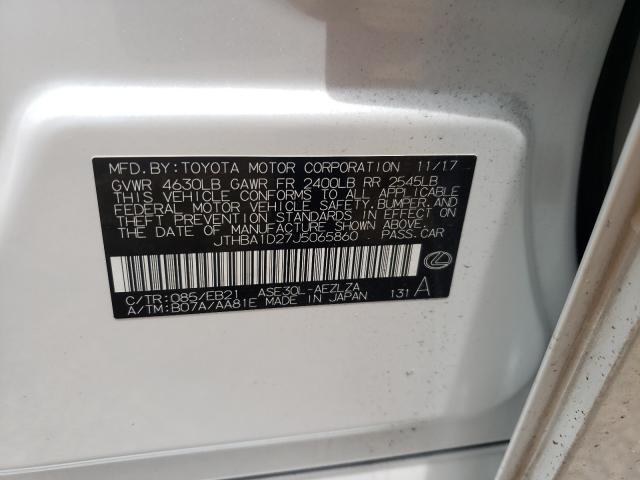 MFD. BY: TOYOTA MOTOR CORPORATION 11/17
GVWR 4630LB GAWR FR 2400LB RR 2545LB
THIS VEHICLE CONFORMS TO ALL APPLICABLE
FEDERAL MOTOR VEHICLE SAFETY, BUMPER, AND
THEFT PREVENTION STANDARDS IN EFFECT ON
THE DATE OF MANUFACTURE SHOWN ABOVE.
JTHBA1D27J5065860 PASS. CAR
C/TR: 085/EB21 ASE30L-AEZLZA 131 A
A/TM: B07A/AA81E MADE IN JAPAN